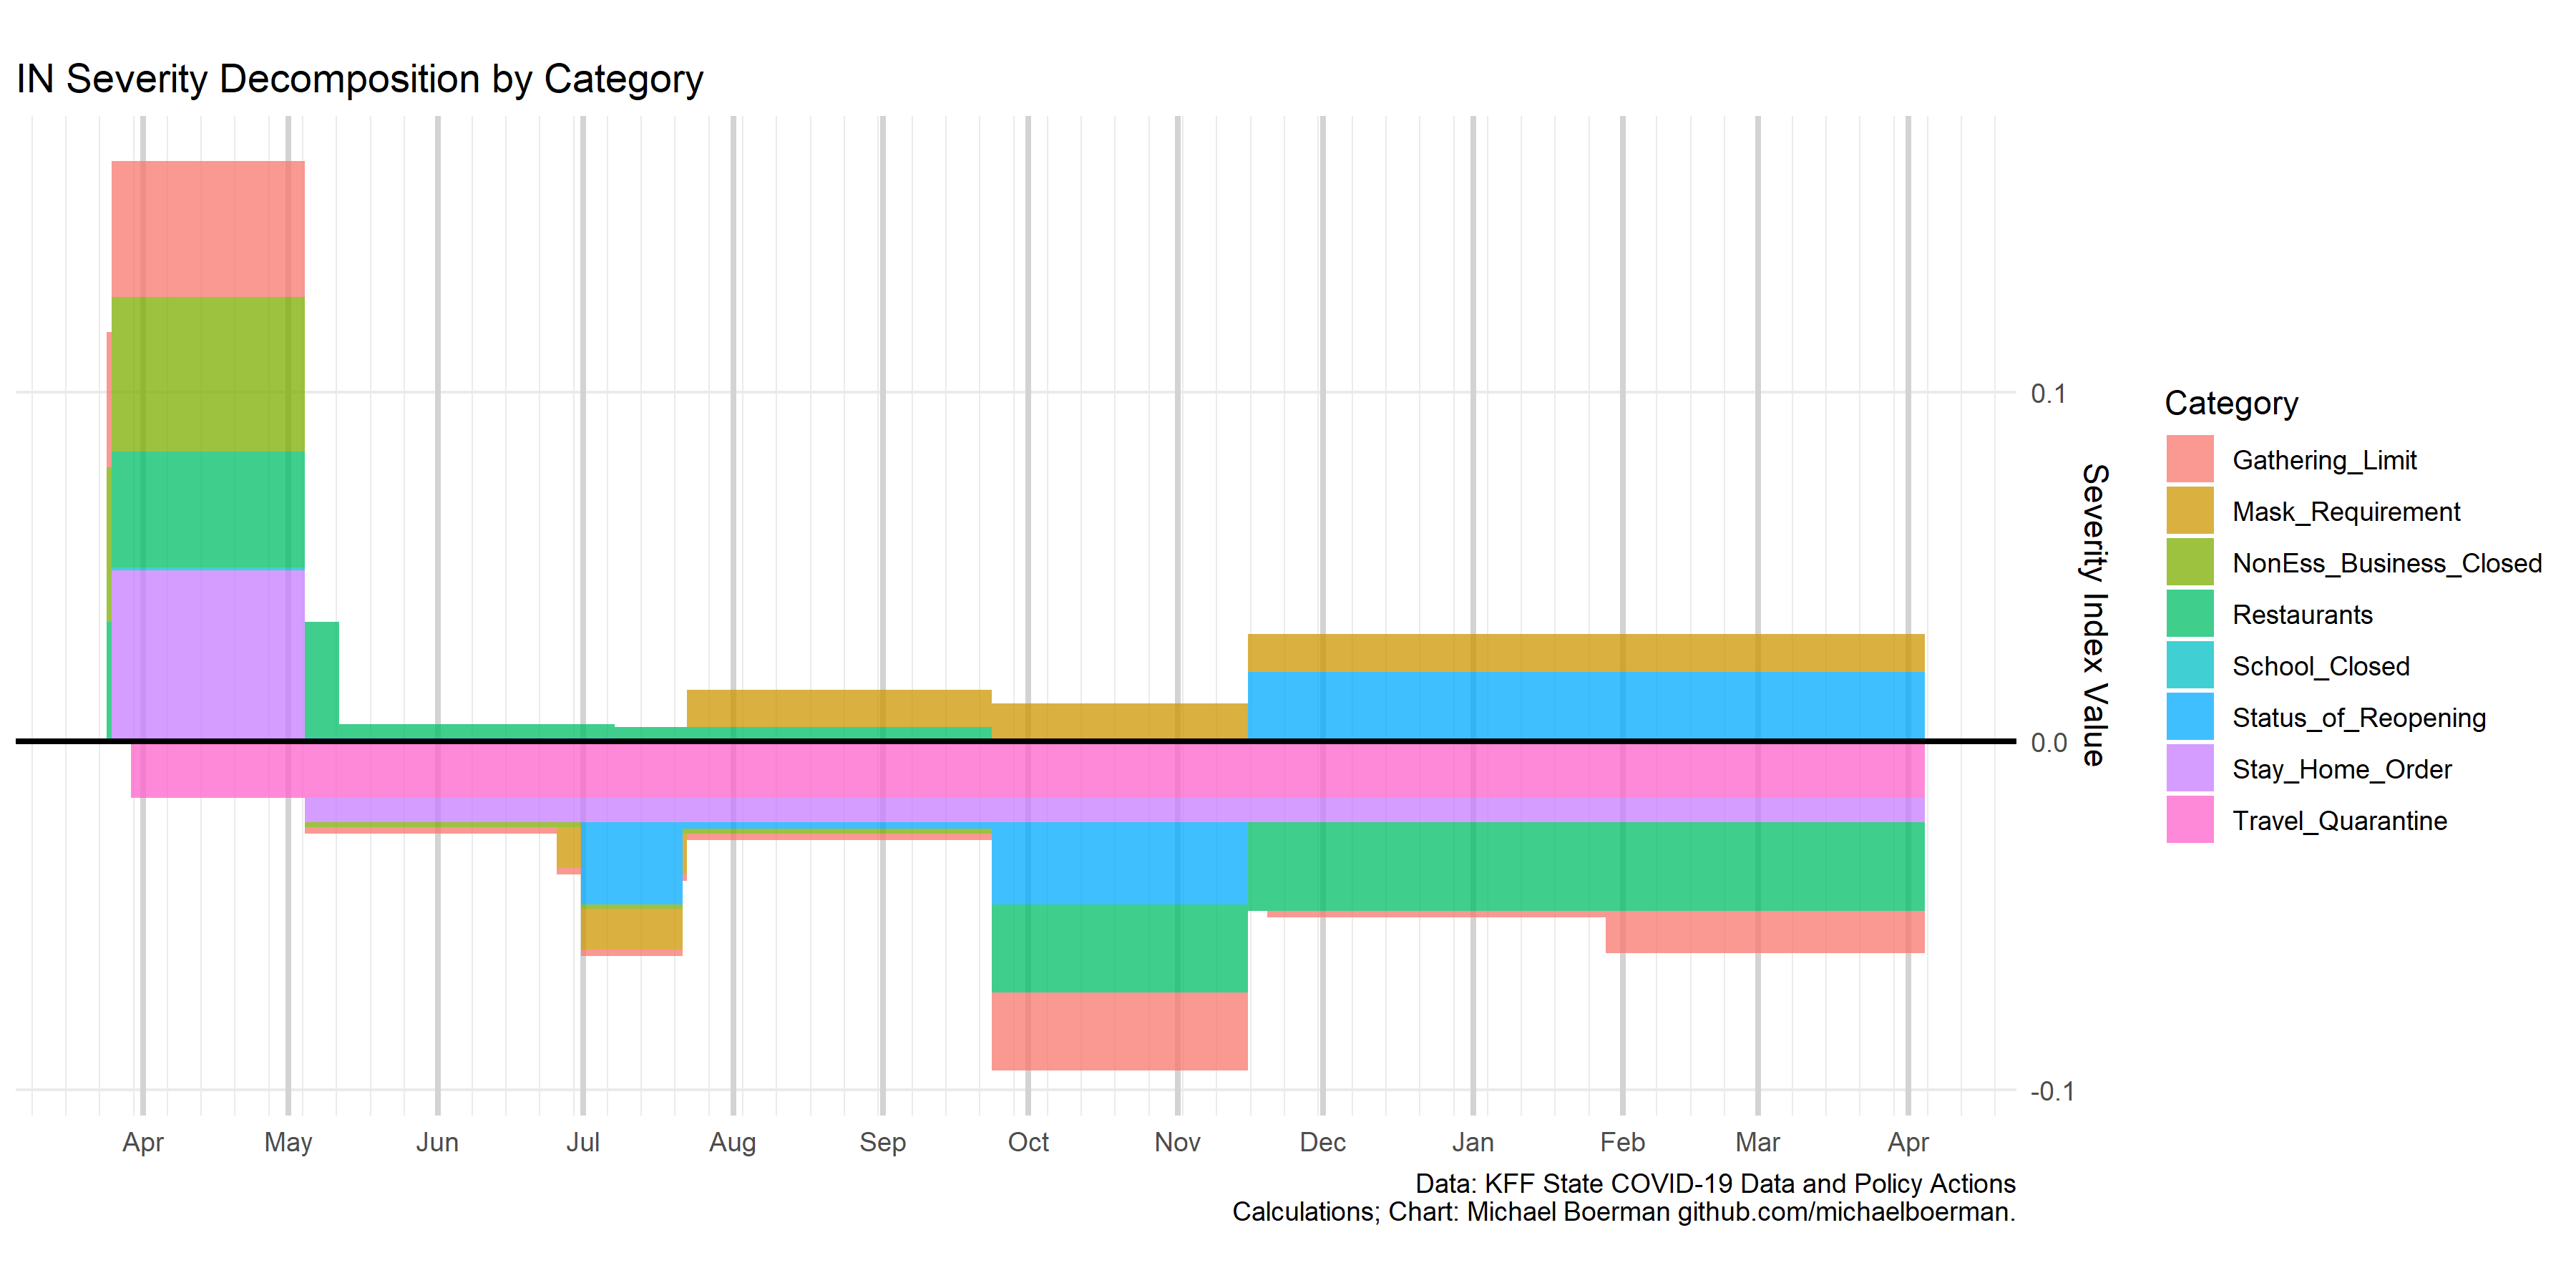 IN Severity Decomposition by Category
0.1
0.0
-0.1
Severity Index Value
Apr May Jun Jul Aug Sep Oct Nov Dec Jan Feb Mar Apr
Data: KFF State COVID-19 Data and Policy Actions
Calculations; Chart: Michael Boerman github.com/michaelboerman.
Category
Gathering_Limit
Mask_Requirement
NonEss_Business_Closed
Restaurants
School_Closed
Status_of_Reopening
Stay_Home_Order
Travel_Quarantine